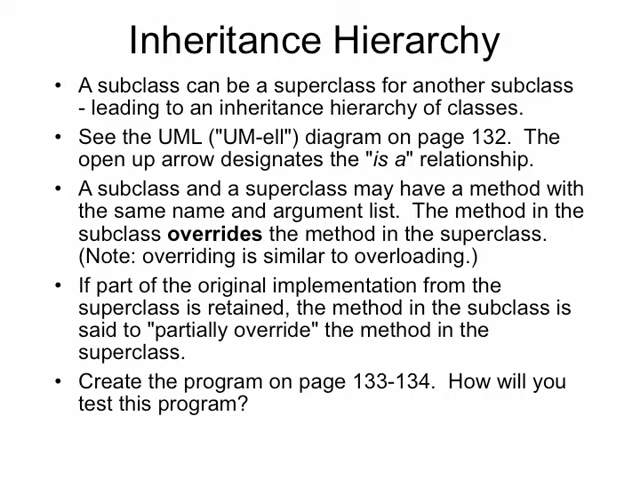 Inheritance Hierarchy
• A subclass can be a superclass for another subclass
- leading to an inheritance hierarchy of classes.
• See the UML ("UM-ell") diagram on page 132.  The
open up arrow designates the "is a" relationship.
• A subclass and a superclass may have a method with
the same name and argument list.  The method in the
subclass overrides the method in the superclass.
(Note: overriding is similar to overloading.)
• If part of the original implementation from the
superclass is retained, the method in the subclass is
said to "partially override" the method in the
superclass.
• Create the program on page 133-134.  How will you
test this program?